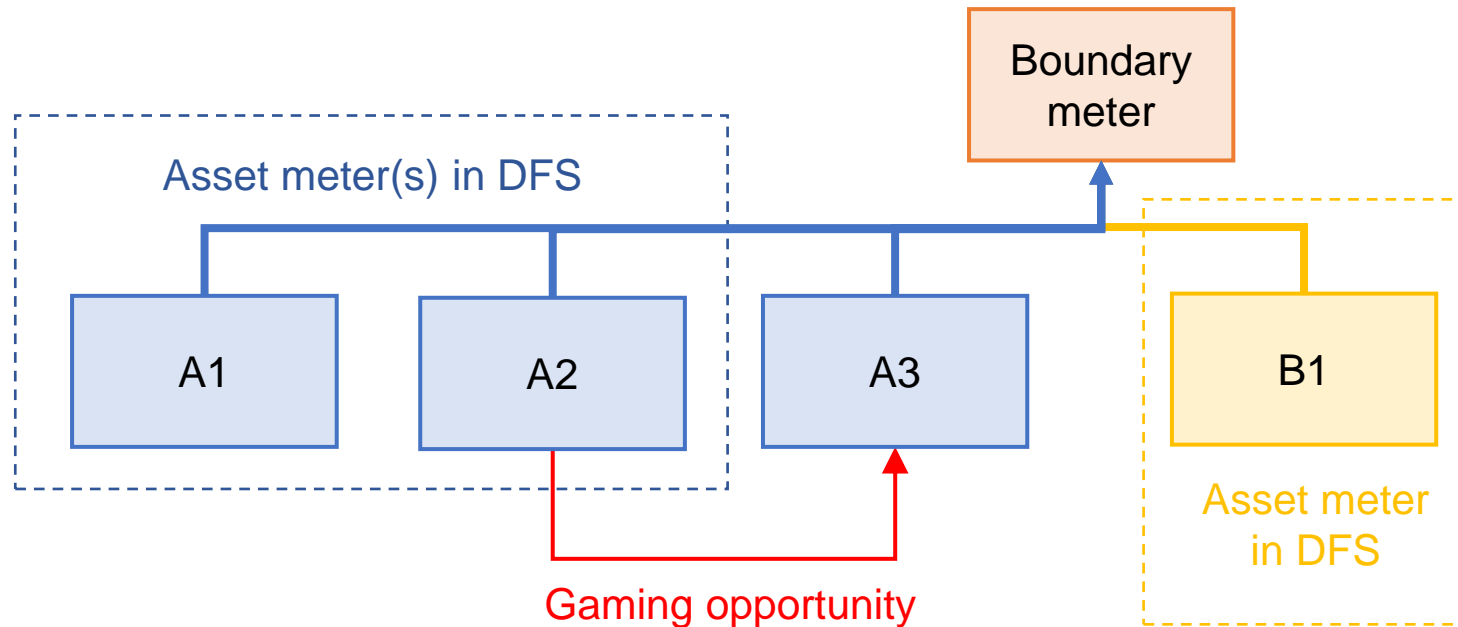 Boundary
meter
Asset meter(s) in DFS
A1
A2
A3
B1
Asset meter
in DFS
Gaming opportunity